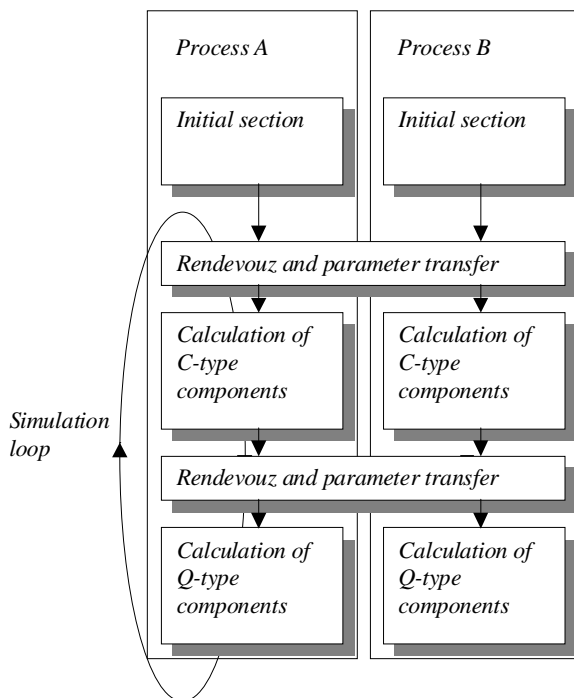 Process A
Process B
Initial section
Initial section
Rendevouz and parameter transfer
Calculation of
C-type
components
Calculation of
C-type
components
Simulation
loop
Rendevouz and parameter transfer
Calculation of
Q-type
components
Calculation of
Q-type
components